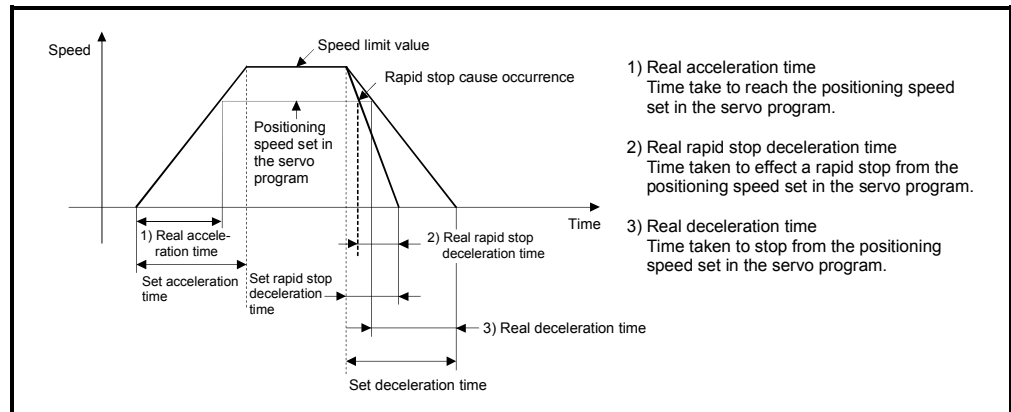 Speed
Speed limit value
Rapid stop cause occurrence
Positioning
speed set in
the servo
program
Time
1) Real accele-
ration time
Set acceleration
time
Set rapid stop
deceleration
time
2) Real rapid stop
deceleration time
3) Real deceleration time
Set deceleration time
1) Real acceleration time
Time take to reach the positioning speed
set in the servo program.
2) Real rapid stop deceleration time
Time taken to effect a rapid stop from the
positioning speed set in the servo program.
3) Real deceleration time
Time taken to stop from the positioning
speed set in the servo program.